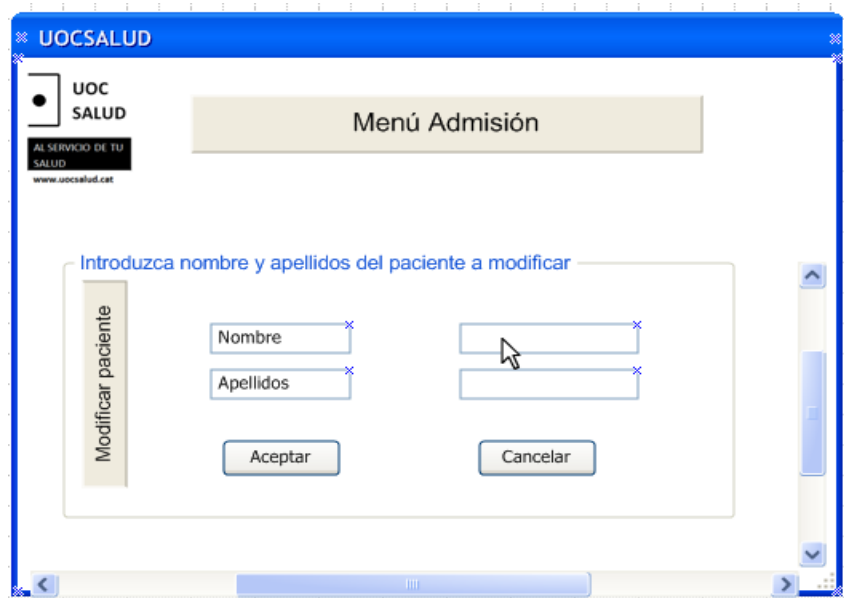 UOCSALUD
UOC
SALUD
AL SERVICIO DE TU
SALUD
www.uocsalud.cat
Menú Admisión
Introduzca nombre y apellidos del paciente a modificar
Modificar paciente
Nombre
Apellidos
Aceptar
Cancelar